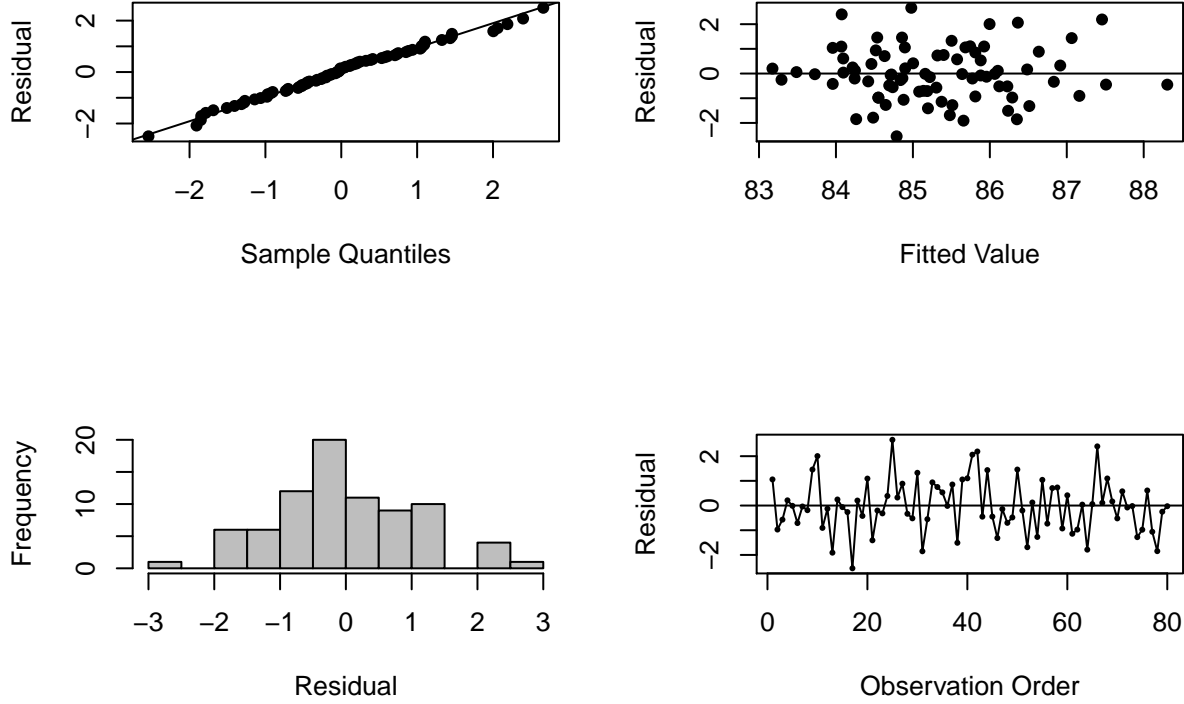 Residual
2
0
−2
−2 −1 0 1 2
Sample Quantiles
Residual
2
0
−2
83 84 85 86 87 88
Fitted Value
Frequency
20
10
0
−3 −2 −1 0 1 2 3
Residual
Residual
2
0
−2
0 20 40 60 80
Observation Order